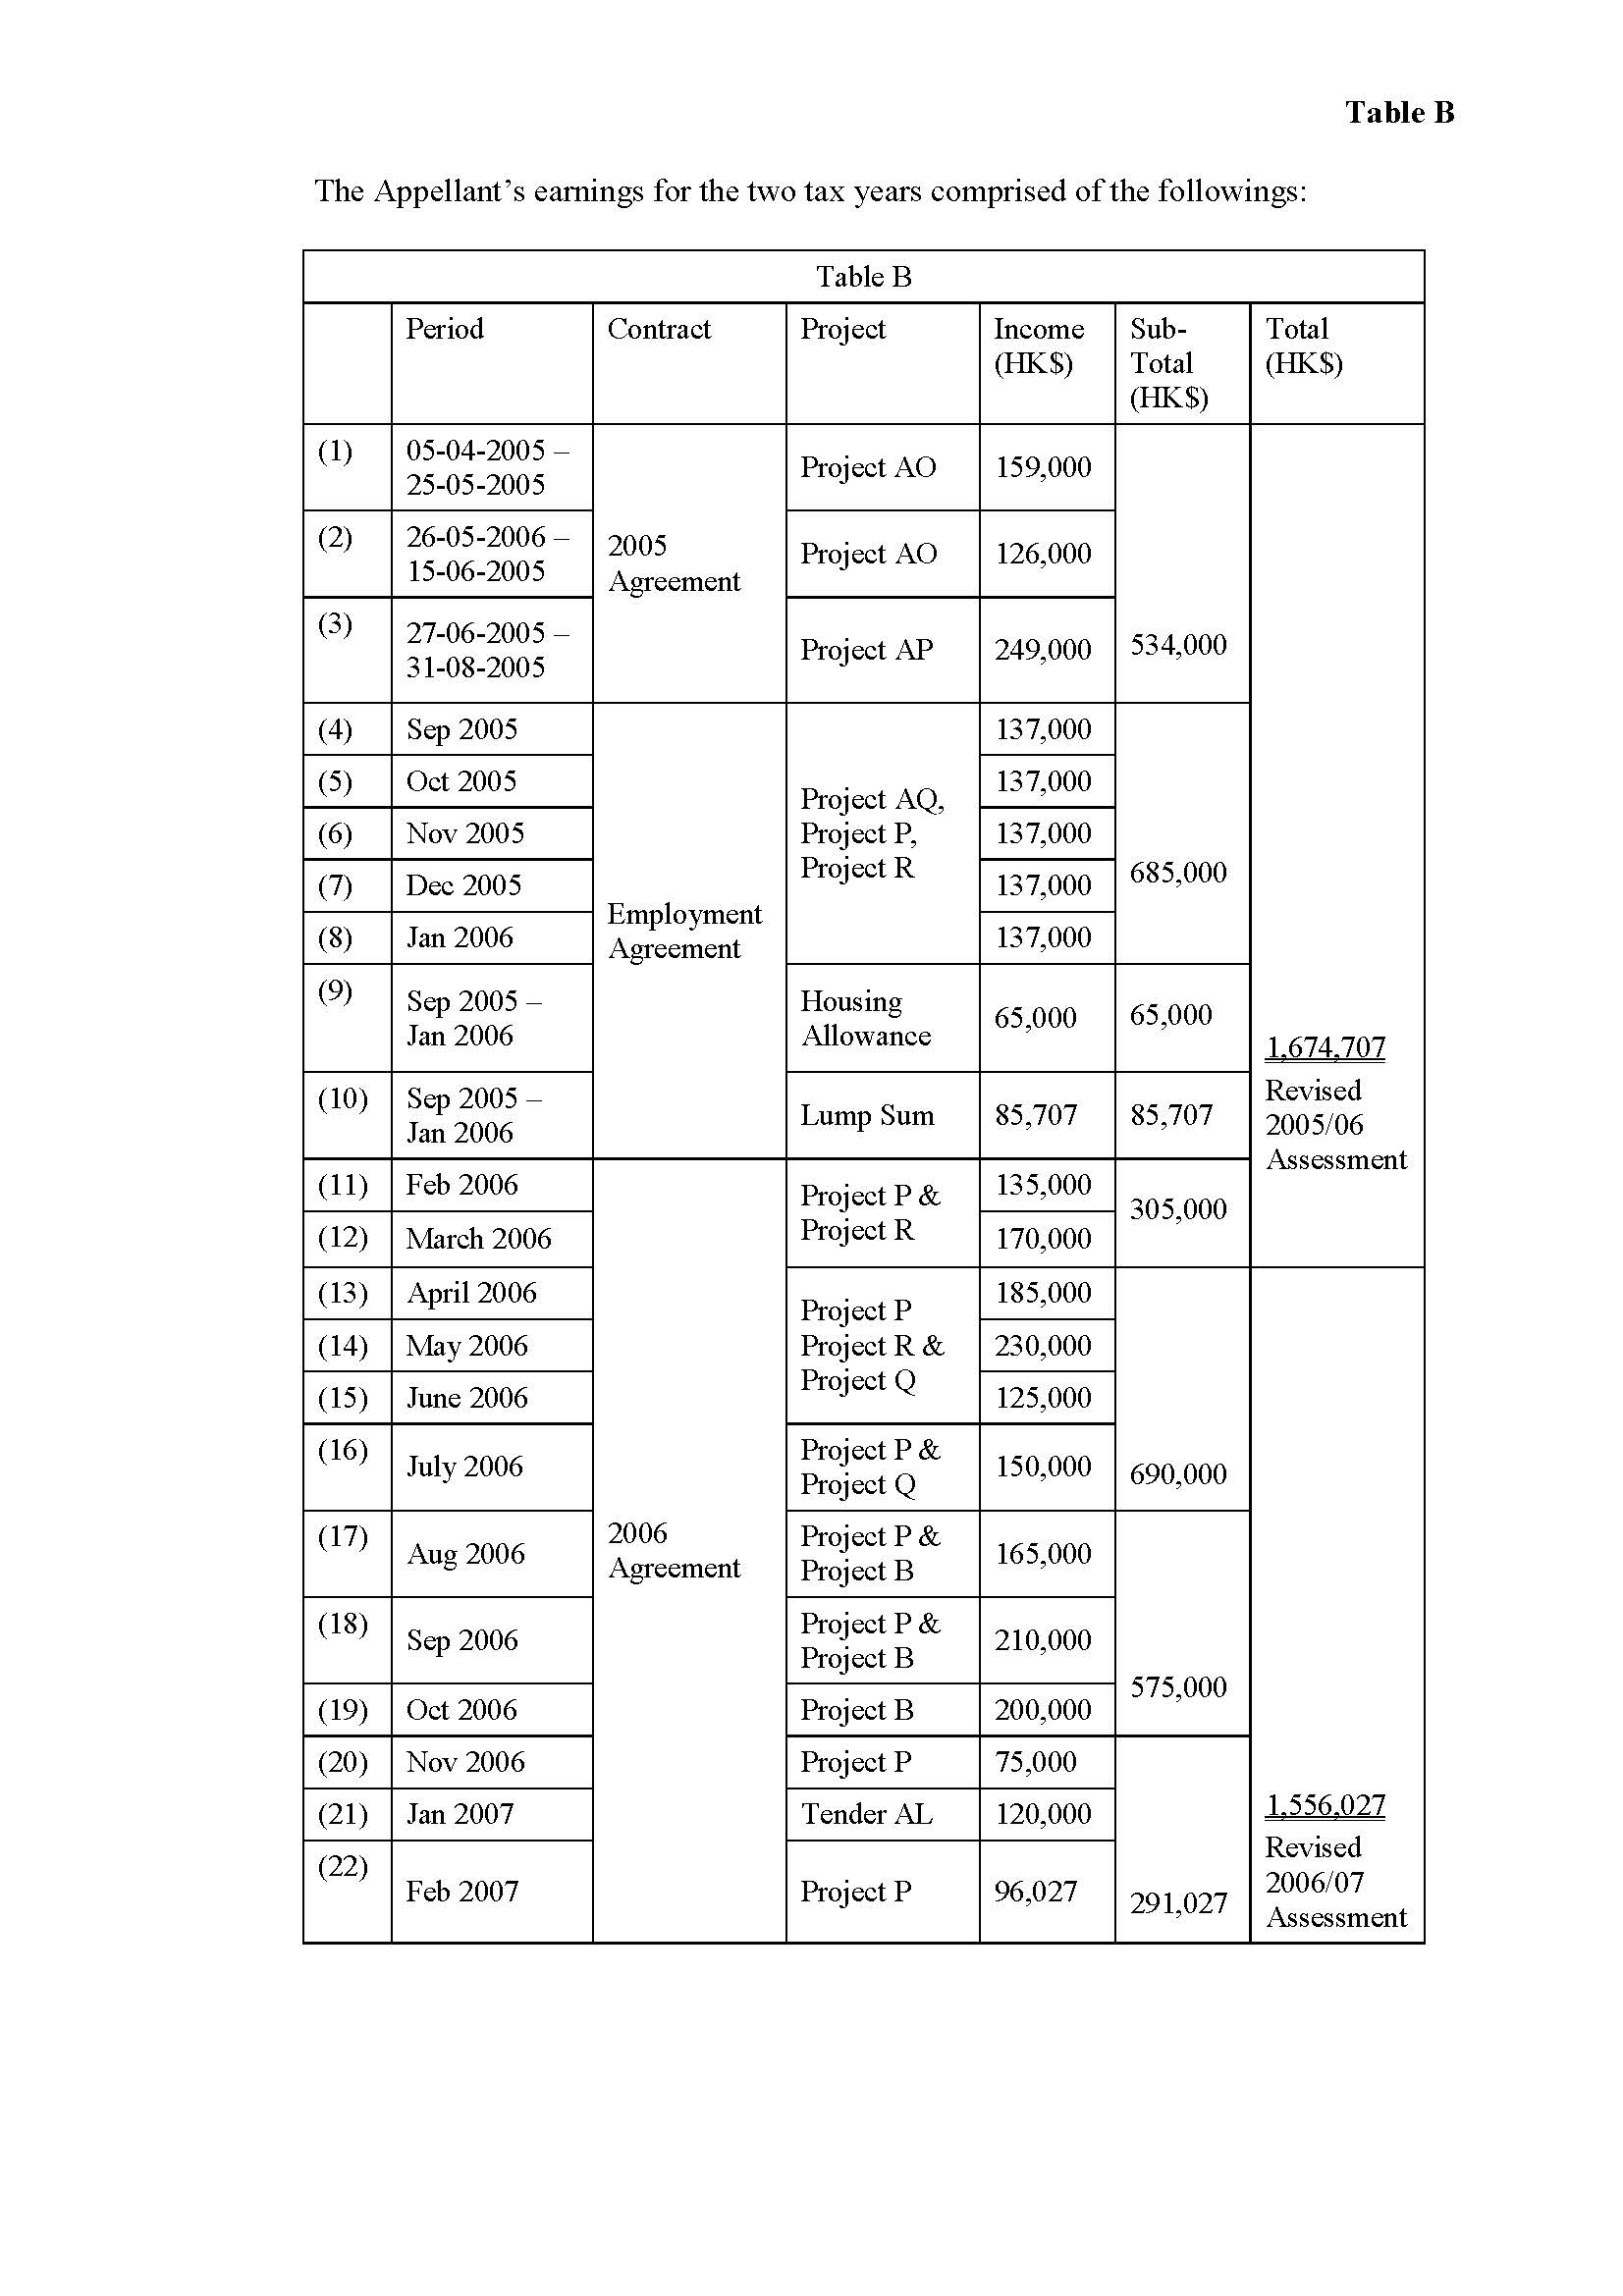 Table B
The Appellant's earnings for the two tax years comprised of the followings:
Table B
Period
Contract
Project
Income
(HK$)
Sub-
Total
(HK$)
Total
(HK$)
(1)
05-04-2005 –
25-05-2005
2005
Agreement
Project AO
159,000
(2)
26-05-2006 –
15-06-2005
Project AO
126,000
(3)
27-06-2005 –
31-08-2005
Project AP
249,000
534,000
(4)
Sep 2005
Employment
Agreement
Project AQ,
Project P,
Project R
137,000
(5)
Oct 2005
137,000
(6)
Nov 2005
137,000
(7)
Dec 2005
137,000
(8)
Jan 2006
137,000
685,000
(9)
Sep 2005 –
Jan 2006
Housing
Allowance
65,000
65,000
(10)
Sep 2005 –
Jan 2006
Lump Sum
85,707
85,707
(11)
Feb 2006
2006
Agreement
Project P &
Project R
135,000
(12)
March 2006
170,000
305,000
1,674,707
Revised
2005/06
Assessment
(13)
April 2006
Project P
Project R &
Project Q
185,000
(14)
May 2006
230,000
(15)
June 2006
125,000
(16)
July 2006
Project P &
Project Q
150,000
690,000
(17)
Aug 2006
Project P &
Project B
165,000
(18)
Sep 2006
Project P &
Project B
210,000
(19)
Oct 2006
Project B
200,000
575,000
(20)
Nov 2006
Project P
75,000
(21)
Jan 2007
Tender AL
120,000
(22)
Feb 2007
Project P
96,027
291,027
1,556,027
Revised
2006/07
Assessment